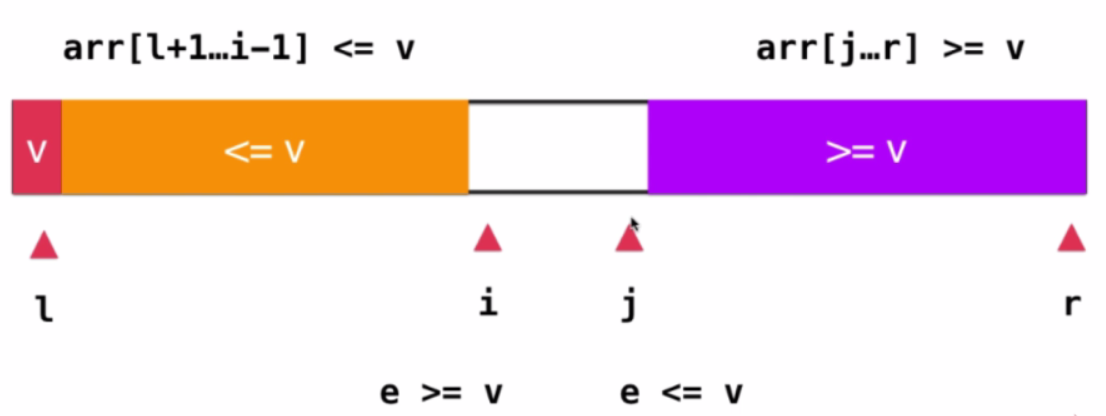 arr[l+1…i-1] <= v arr[j…r] >= v
v <= v >= v
l i j r
e >= v e <= v